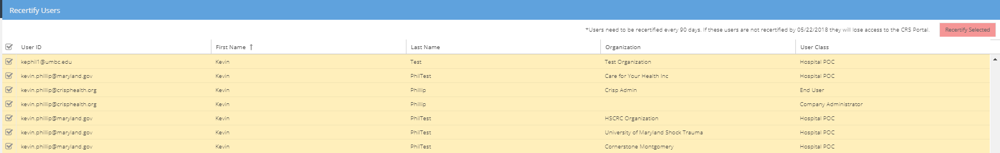 Recertify Users
*Users need to be recertified every 90 days. If these users are not recertified by 05/22/2018 they will lose access to the CRS Portal. Recertify Selected
User ID First Name ↑ Last Name Organization User Class
kephil1@umbc.edu Kevin Test Test Organization Hospital POC
kevin.phillip@maryland.gov Kevin PhilTest Care for Your Health Inc Hospital POC
kevin.phillip@crisphealth.org Kevin Phillip Crisp Admin End User
kevin.phillip@crisphealth.org Kevin Phillip Company Administrator
kevin.phillip@maryland.gov Kevin PhilTest HSCRC Organization Hospital POC
kevin.phillip@maryland.gov Kevin PhilTest University of Maryland Shock Trauma Hospital POC
kevin.phillip@maryland.gov Kevin PhilTest Cornerstone Montgomery Hospital POC